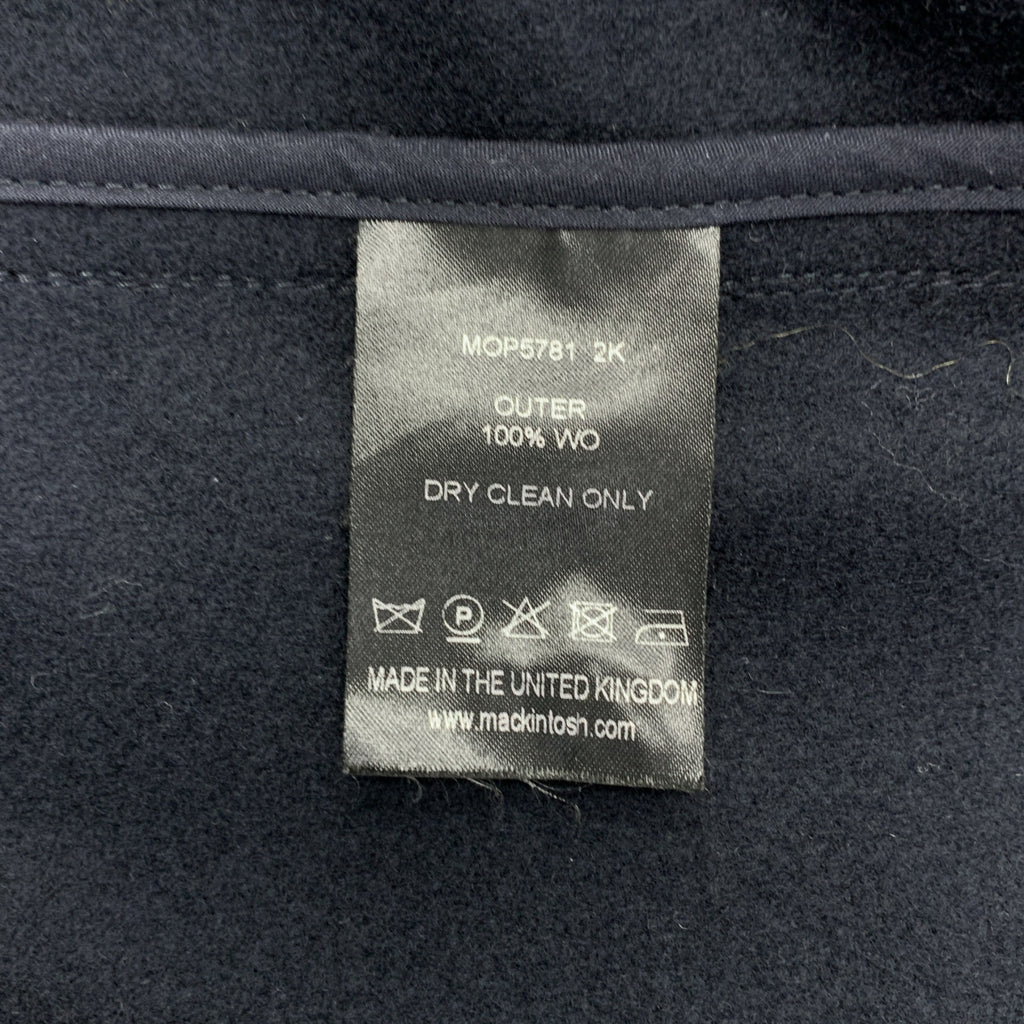 MOP5781 2K
OUTER
100% WO
DRY CLEAN ONLY
P
MADE IN THE UNITED KINGDOM
www.mackintosh.com